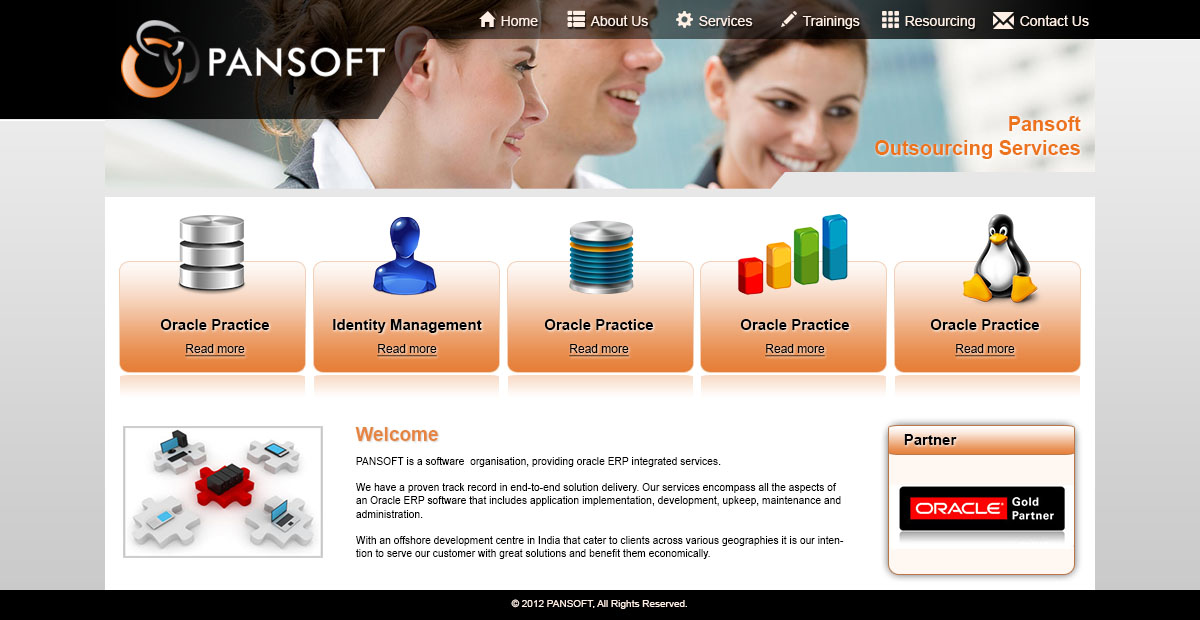 Home About Us Services Trainings Resourcing Contact Us
PANSOFT
Pansoft
Outsourcing Services
Oracle Practice
Read more
Identity Management
Read more
Oracle Practice
Read more
Oracle Practice
Read more
Oracle Practice
Read more
Welcome
PANSOFT is a software  organisation, providing oracle ERP integrated services.
We have a proven track record in end-to-end solution delivery. Our services encompass all the aspects of
an Oracle ERP software that includes application implementation, development, upkeep, maintenance and
administration.
With an offshore development centre in India that cater to clients across various geographies it is our inten-
tion to serve our customer with great solutions and benefit them economically.
Partner
ORACLE Gold
Partner
© 2012 PANSOFT, All Rights Reserved.